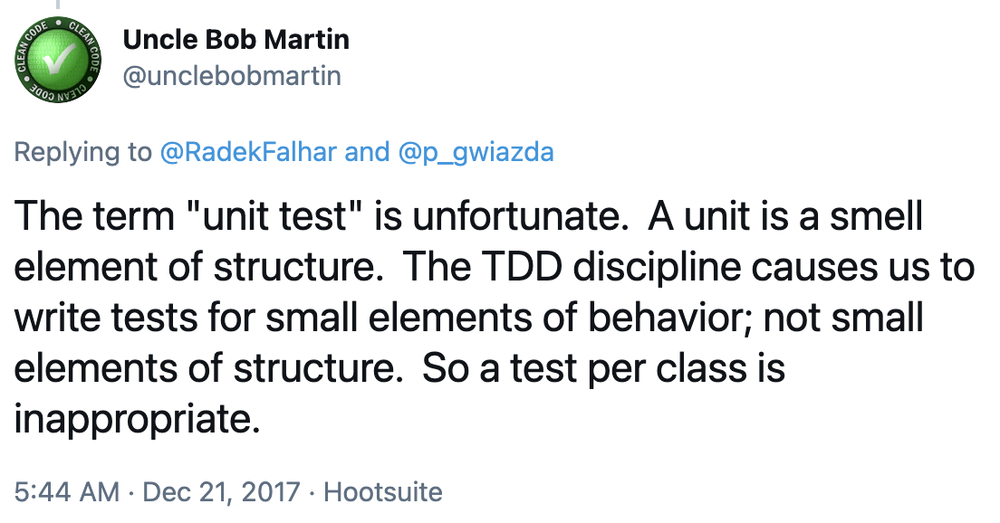 CLEAN CODE • CLEAN CODE • CLEAN CODE •
Uncle Bob Martin
@unclebobmartin
Replying to @RadekFalhar and @p_gwiazda
The term "unit test" is unfortunate. A unit is a smell
element of structure. The TDD discipline causes us to
write tests for small elements of behavior; not small
elements of structure. So a test per class is
inappropriate.
5:44 AM · Dec 21, 2017 · Hootsuite